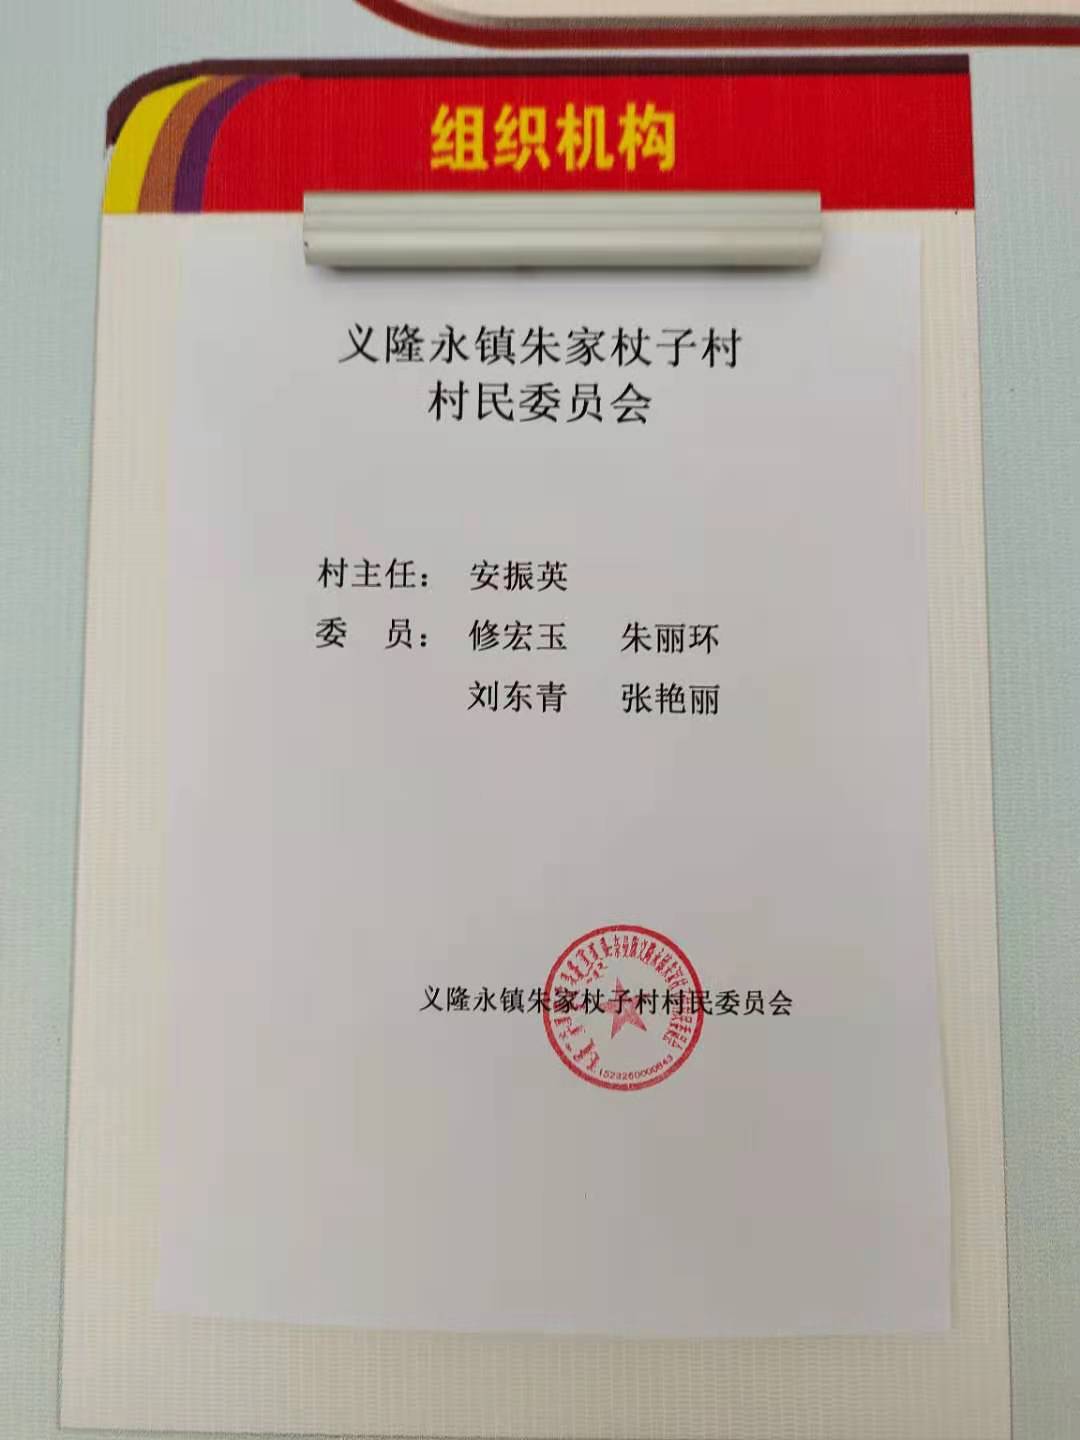 组织机构
义隆永镇朱家杖子村
村民委员会
村主任： 安振英
委 员： 修宏玉 朱丽环
刘东青 张艳丽
义隆永镇朱家杖子村村民委员会
1523260000843